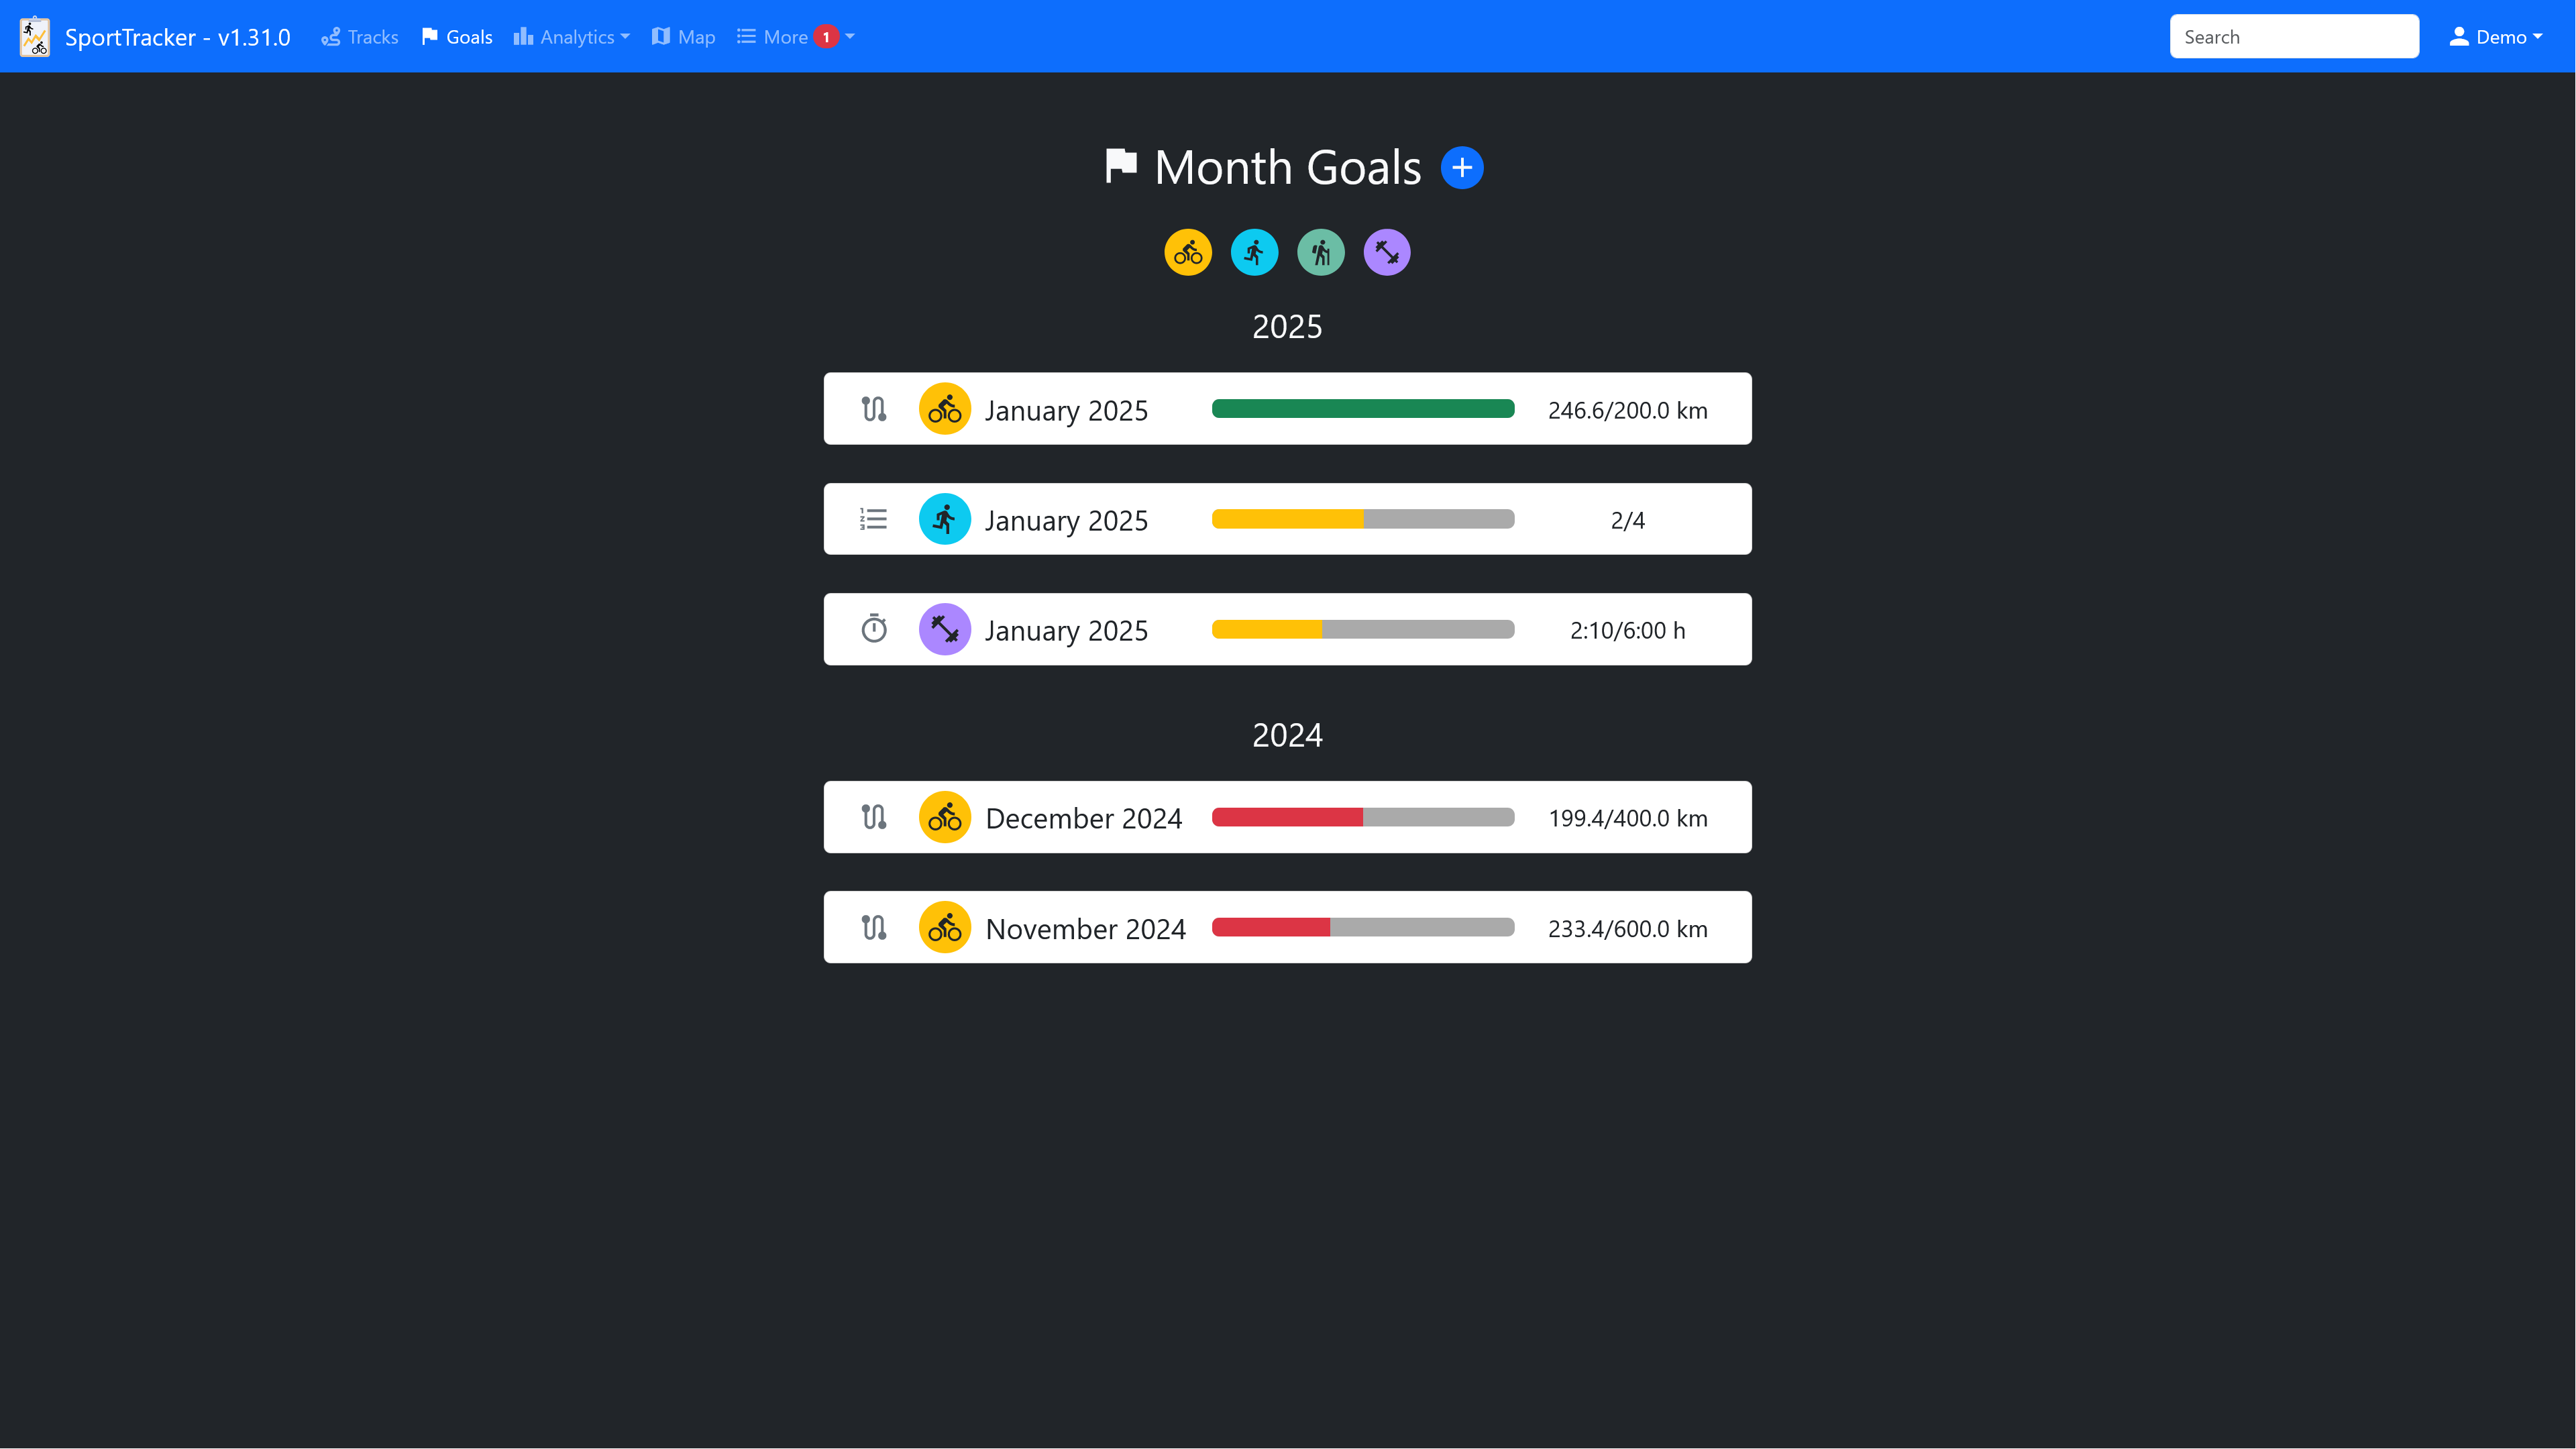 SportTracker - v1.31.0 Tracks Goals Analytics Map More 1 Search Demo
Month Goals
2025
January 2025 246.6/200.0 km
January 2025 2/4
January 2025 2:10/6:00 h
2024
December 2024 199.4/400.0 km
November 2024 233.4/600.0 km